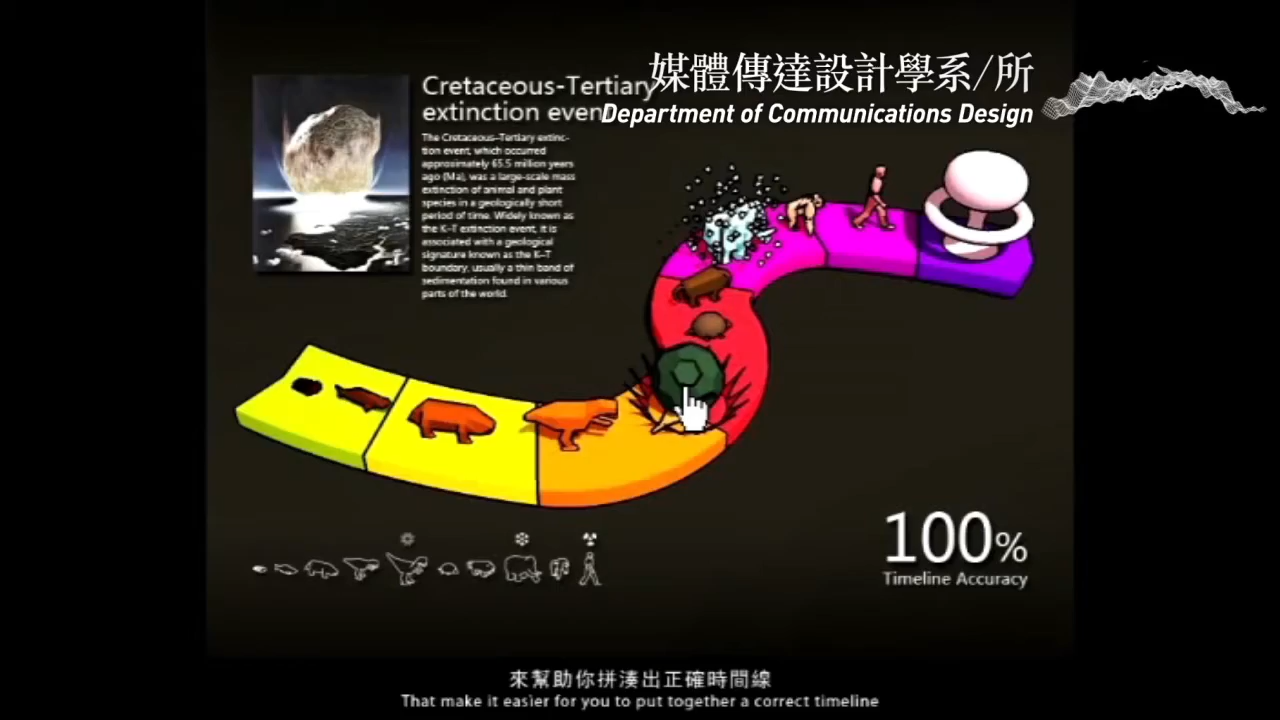 媒體傳達設計學系/所
Department of Communications Design
Cretaceous-Tertiary
extinction even
The Cretaceous–Tertiary extinc-
tion event, which occurred
approximately 65.5 million years
ago (Ma), was a large-scale mass
extinction of animal and plant
species in a geologically short
period of time. Widely known as
the K–T extinction event, it is
associated with a geological
signature known as the K–T
boundary, usually a thin band of
sedimentation found in various
parts of the world.
100%
Timeline Accuracy
來幫助你拼湊出正確時間線
That make it easier for you to put together a correct timeline